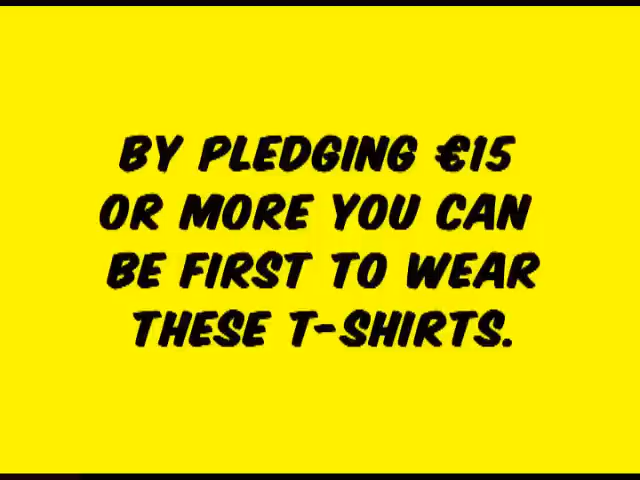 BY PLEDGING €15
OR MORE YOU CAN
BE FIRST TO WEAR
THESE T-SHIRTS.